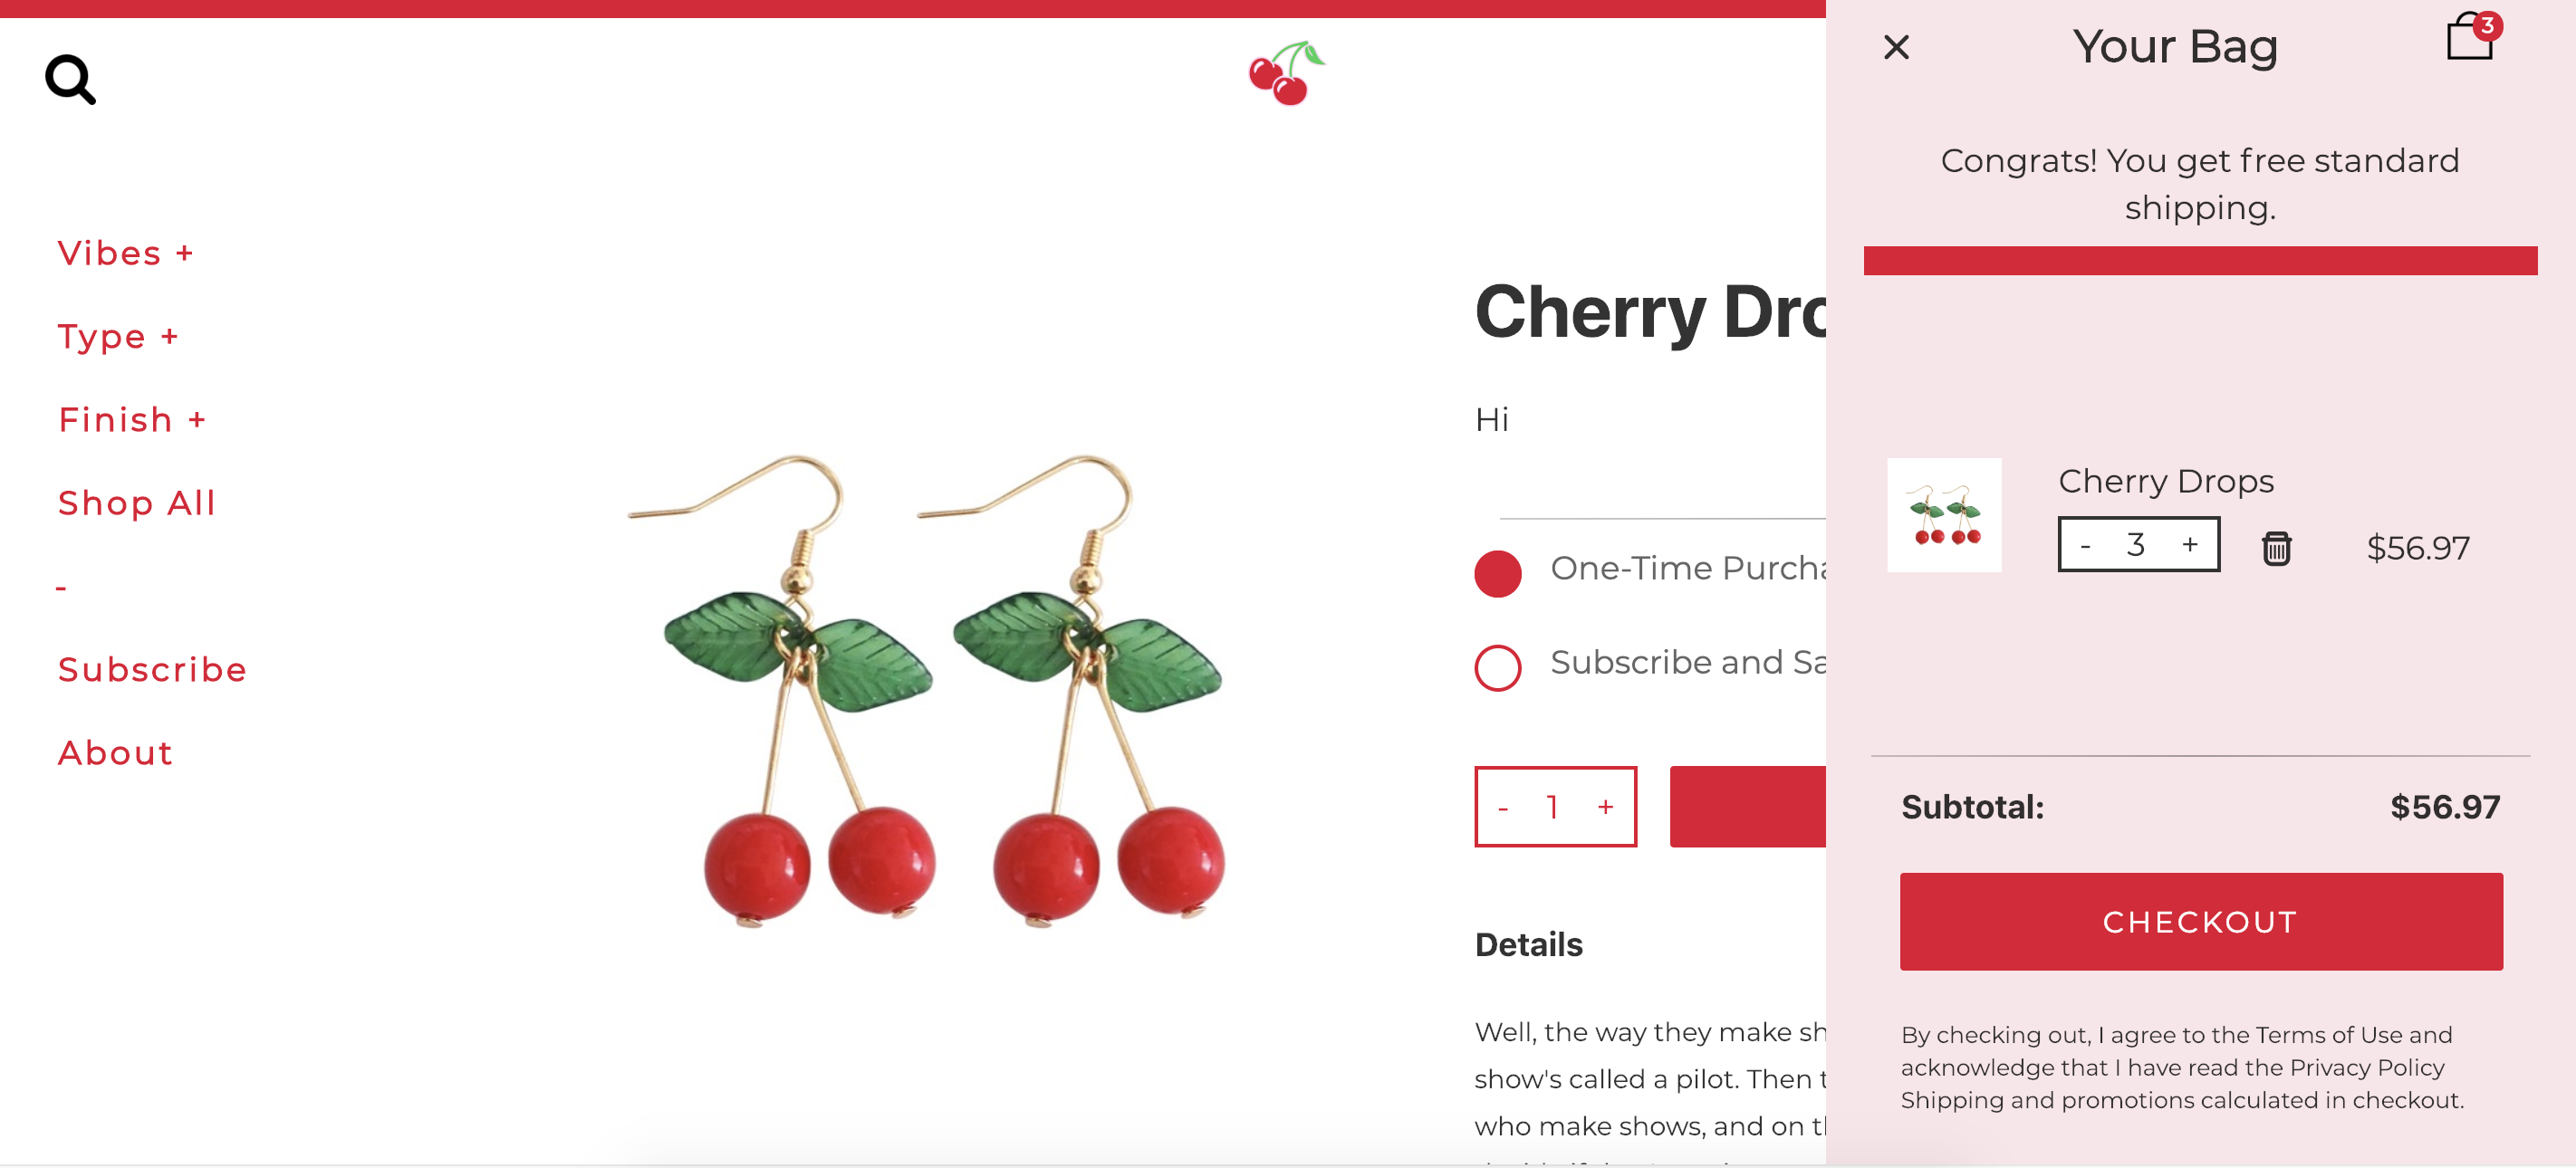 Vibes +
Type +
Finish +
Shop All
-
Subscribe
About
Cherry Dro
Hi
One-Time Purcha
Subscribe and Sa
- 1 +
Details
Well, the way they make sh
show's called a pilot. Then t
who make shows, and on t
Your Bag
3
Congrats! You get free standard
shipping.
Cherry Drops
- 3 +
$56.97
Subtotal:
$56.97
CHECKOUT
By checking out, I agree to the Terms of Use and
acknowledge that I have read the Privacy Policy
Shipping and promotions calculated in checkout.